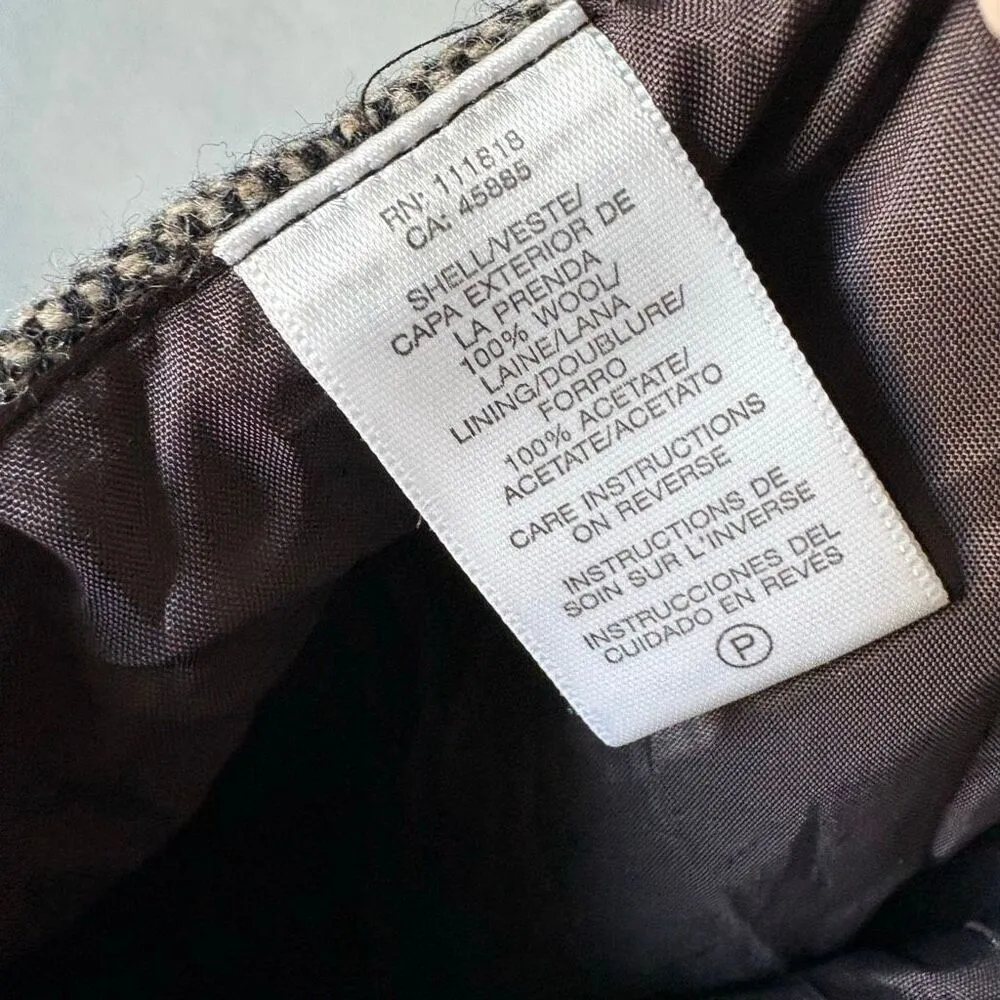 RN: 111818
CA: 45885
SHELL/VESTE/
CAPA EXTERIOR DE
LA PRENDA
100% WOOL/
LAINE/LANA
LINING/DOUBLURE/
FORRO
100% ACETATE/
ACETATE/ACETATO
CARE INSTRUCTIONS
ON REVERSE
INSTRUCTIONS DE
SOIN SUR L'INVERSE
INSTRUCCIONES DEL
CUIDADO EN REVÉS
P